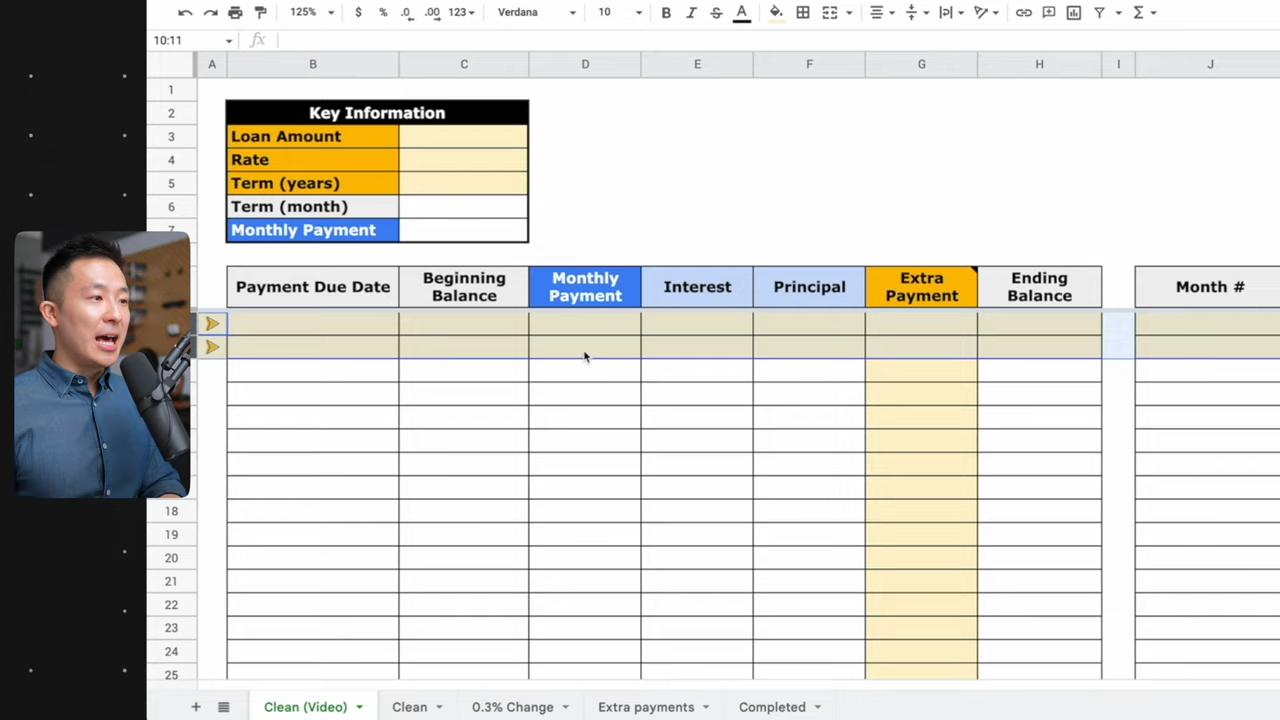 125% $ % .0 .00 123 Verdana 10 B I S A Σ
10:11 fx
A B C D E F G H I J
1
2 Key Information
3 Loan Amount
4 Rate
5 Term (years)
6 Term (month)
7 Monthly Payment
Payment Due Date Beginning Balance Monthly Payment Interest Principal Extra Payment Ending Balance Month #
18
19
20
21
22
23
24
25
+ Clean (Video) Clean 0.3% Change Extra payments Completed